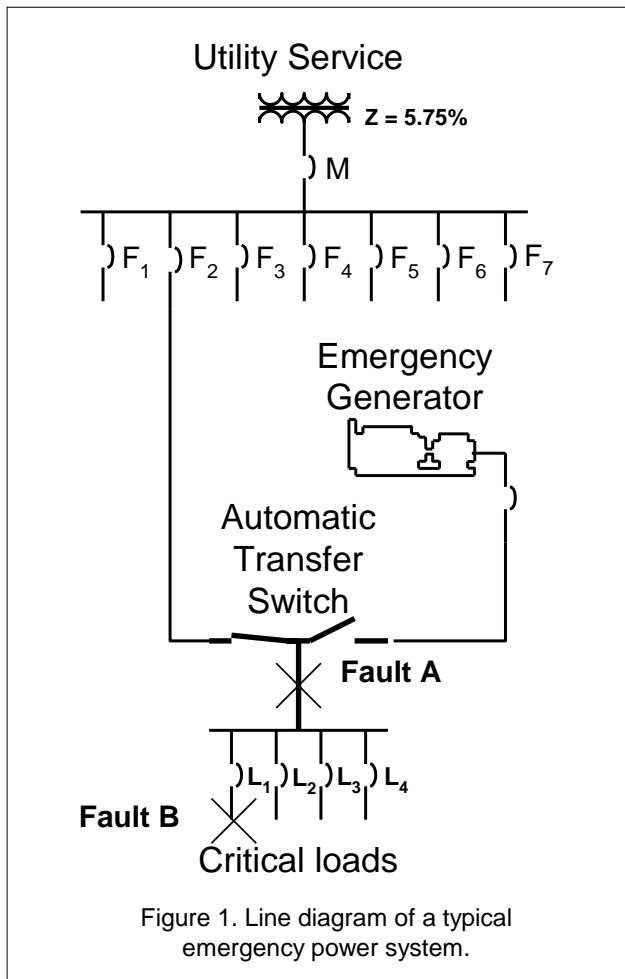 Utility Service
Z = 5.75%
M
F1 F2 F3 F4 F5 F6 F7
Emergency
Generator
Automatic
Transfer
Switch
Fault A
L1 L2 L3 L4
Fault B
Critical loads
Figure 1. Line diagram of a typical
emergency power system.